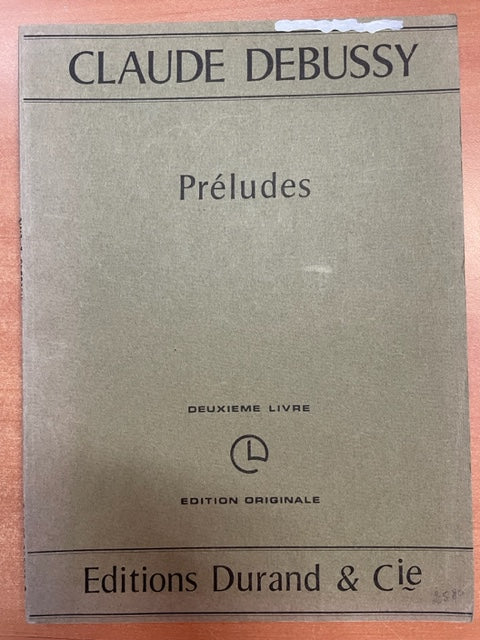 CLAUDE DEBUSSY
Préludes
DEUXIEME LIVRE
EDITION ORIGINALE
Editions Durand & Cie